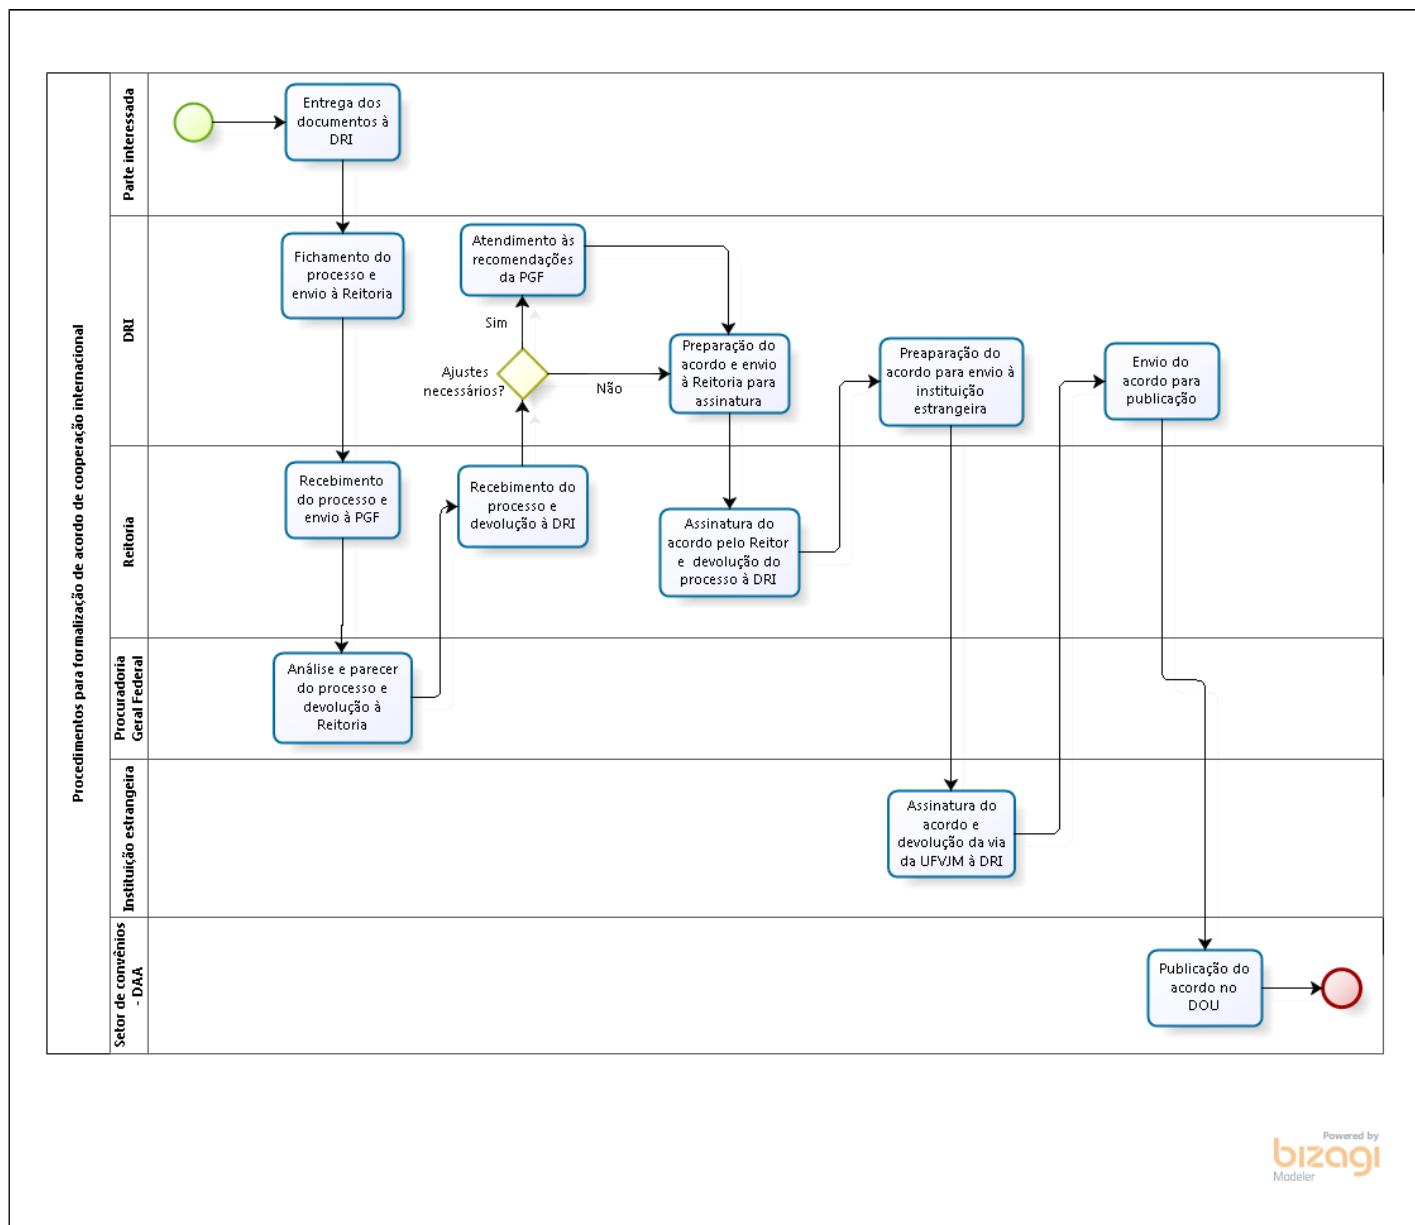 Procedimentos para formalização de acordo de cooperação internacional
Parte interessada
Entrega dos
documentos à
DRI
DRI
Fichamento do
processo e
envio à Reitoria
Atendimento às
recomendações
da PGF
Sim
Ajustes
necessários?
Não
Preparação do
acordo e envio
à Reitoria para
assinatura
Preaparação do
acordo para envio à
instituição
estrangeira
Envio do
acordo para
publicação
Reitoria
Recebimento
do processo e
envio à PGF
Recebimento do
processo e
devolução à DRI
Assinatura do
acordo pelo Reitor
e devolução do
processo à DRI
Procuradoria
Geral Federal
Análise e parecer
do processo e
devolução à
Reitoria
Instituição estrangeira
Assinatura do
acordo e
devolução da via
da UFVJM à DRI
Setor de convênios
- DAA
Publicação do
acordo no
DOU
Powered by
bizagi
Modeler